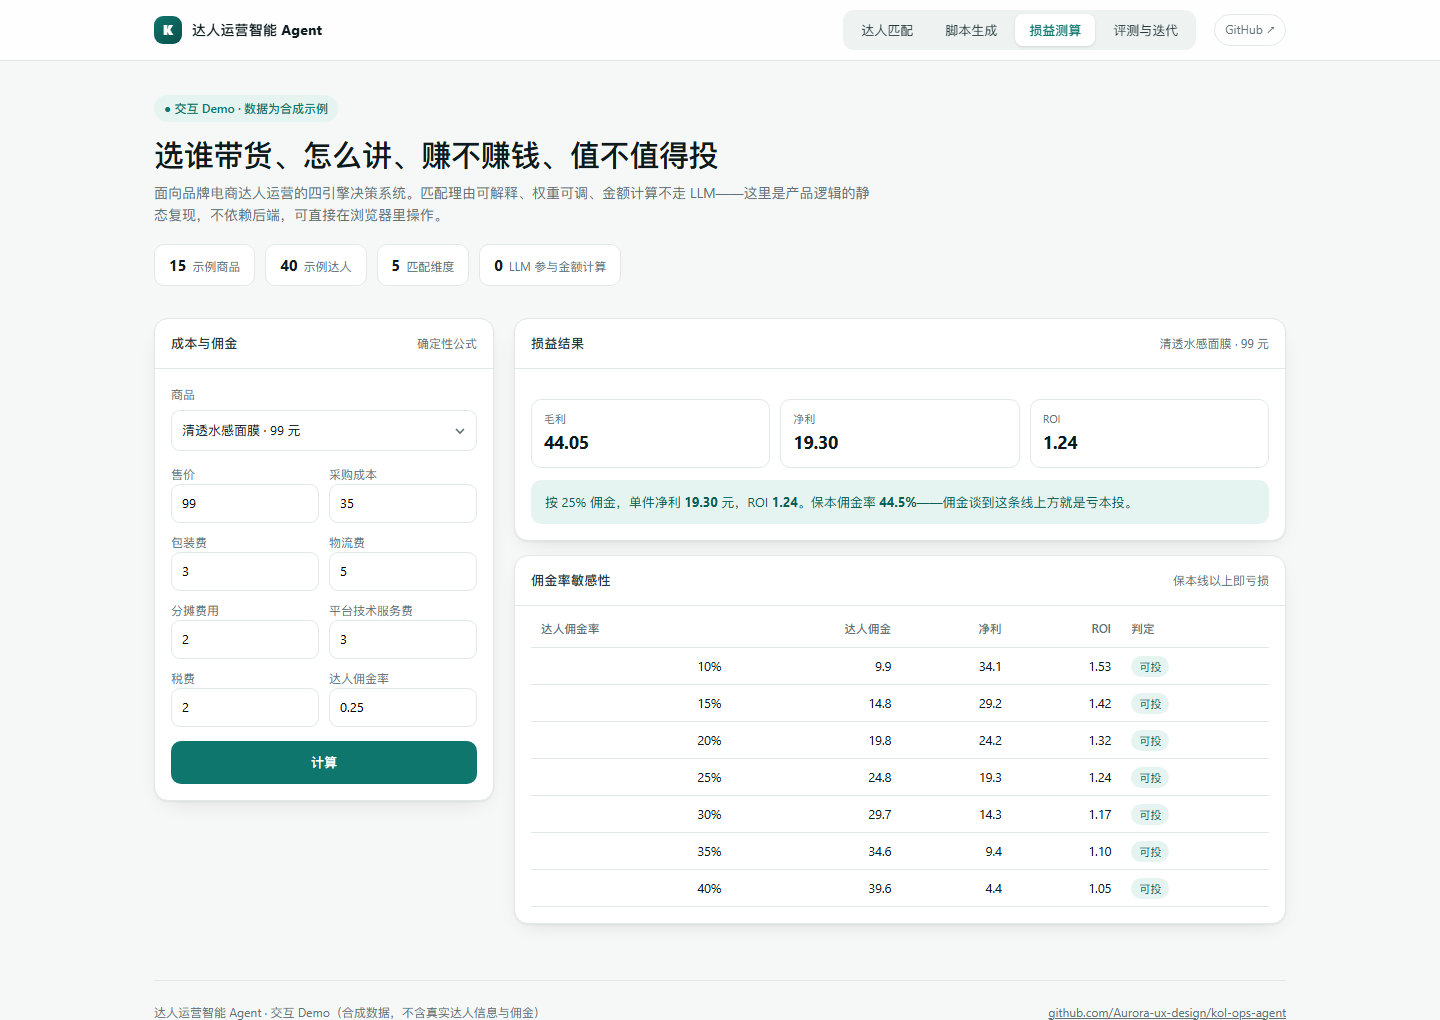 K 达人运营智能 Agent
达人匹配 脚本生成 损益测算 评测与迭代 GitHub ↗
● 交互 Demo · 数据为合成示例
选谁带货、怎么讲、赚不赚钱、值不值得投
面向品牌电商达人运营的四引擎决策系统。匹配理由可解释、权重可调、金额计算不走 LLM——这里是产品逻辑的静
态复现，不依赖后端，可直接在浏览器里操作。
15 示例商品 40 示例达人 5 匹配维度 0 LLM 参与金额计算
成本与佣金 确定性公式
商品
清透水感面膜 · 99 元
售价 采购成本
99 35
包装费 物流费
3 5
分摊费用 平台技术服务费
2 3
税费 达人佣金率
2 0.25
计算
损益结果 清透水感面膜 · 99 元
毛利 净利 ROI
44.05 19.30 1.24
按 25% 佣金，单件净利 19.30 元，ROI 1.24。保本佣金率 44.5%——佣金谈到这条线上方就是亏本投。
佣金率敏感性 保本线以上即亏损
达人佣金率 达人佣金 净利 ROI 判定
10% 9.9 34.1 1.53 可投
15% 14.8 29.2 1.42 可投
20% 19.8 24.2 1.32 可投
25% 24.8 19.3 1.24 可投
30% 29.7 14.3 1.17 可投
35% 34.6 9.4 1.10 可投
40% 39.6 4.4 1.05 可投
达人运营智能 Agent · 交互 Demo（合成数据，不含真实达人信息与佣金） github.com/Aurora-ux-design/kol-ops-agent